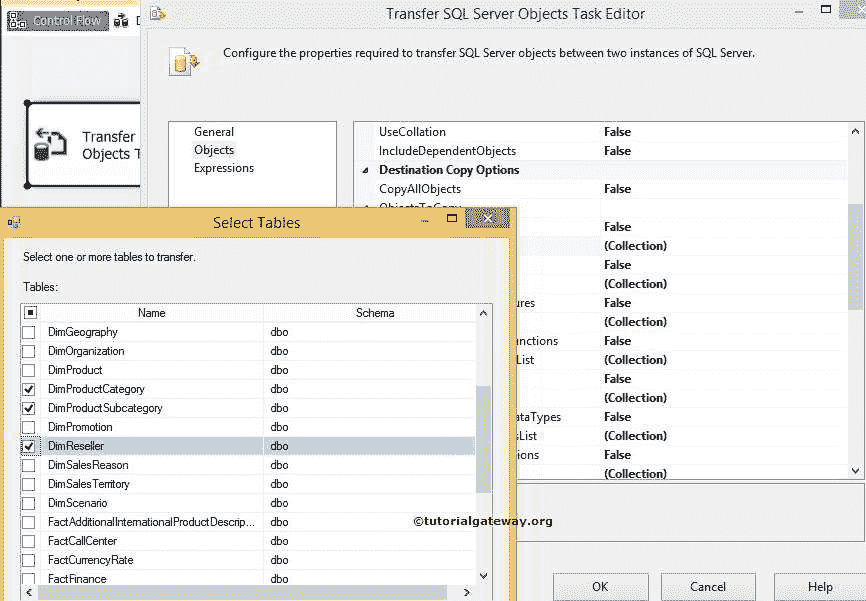 Control Flow
Transfer SQL Server Objects Task Editor
Configure the properties required to transfer SQL Server objects between two instances of SQL Server.
Transfer
Objects T
General
Objects
Expressions
UseCollation False
IncludeDependentObjects False
Destination Copy Options
CopyAllObjects False
ObjectsToCopy
False
(Collection)
False
(Collection)
ures False
(Collection)
unctions False
List (Collection)
False
(Collection)
ataTypes False
sList (Collection)
ions False
(Collection)
Select Tables
Select one or more tables to transfer.
Tables:
Name Schema
DimGeography dbo
DimOrganization dbo
DimProduct dbo
DimProductCategory dbo
DimProductSubcategory dbo
DimPromotion dbo
DimReseller dbo
DimSalesReason dbo
DimSalesTerritory dbo
DimScenario dbo
FactAdditionalInternationalProductDescrip... dbo
FactCallCenter dbo
FactCurrencyRate dbo
FactFinance dbo
©tutorialgateway.org
OK Cancel Help